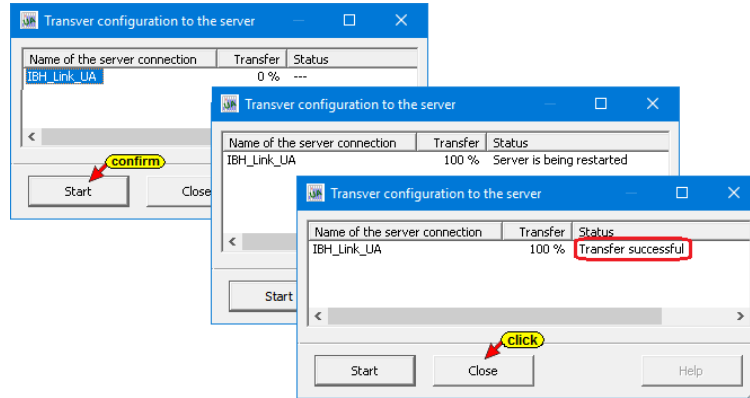 Transver configuration to the server
Name of the server connection Transfer Status
IBH_Link_UA 0 % ---
confirm
Start Close
Transver configuration to the server
Name of the server connection Transfer Status
IBH_Link_UA 100 % Server is being restarted
Start
Transver configuration to the server
Name of the server connection Transfer Status
IBH_Link_UA 100 % Transfer successful
click
Start Close Help